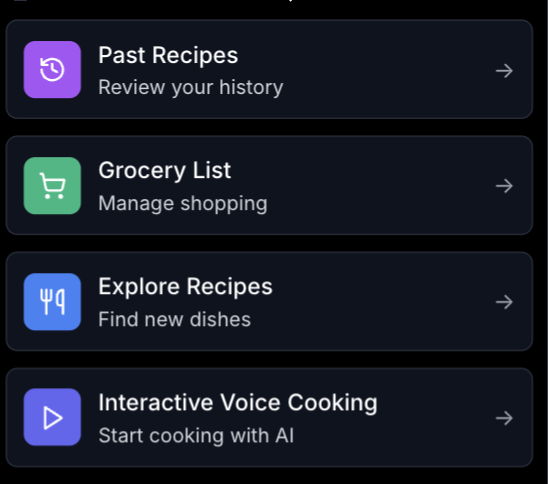 Past Recipes
Review your history
Grocery List
Manage shopping
Explore Recipes
Find new dishes
Interactive Voice Cooking
Start cooking with AI